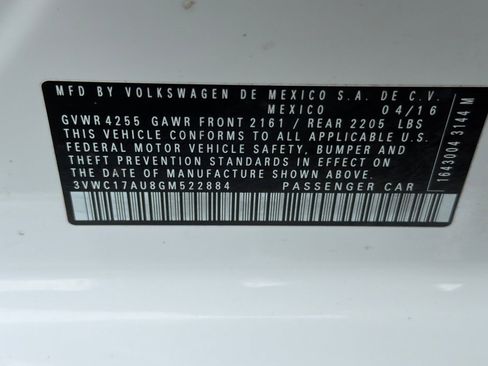 MFD BY VOLKSWAGEN DE MEXICO S.A. DE C.V.
MEXICO 04/16
GVWR 4255 GAWR FRONT 2161 / REAR 2205 LBS
THIS VEHICLE CONFORMS TO ALL APPLICABLE U.S.
FEDERAL MOTOR VEHICLE SAFETY, BUMPER AND
THEFT PREVENTION STANDARDS IN EFFECT ON
THE DATE OF MANUFACTURE SHOWN ABOVE.
3VWC17AU8GM522884 PASSENGER CAR
1643004 3144 M